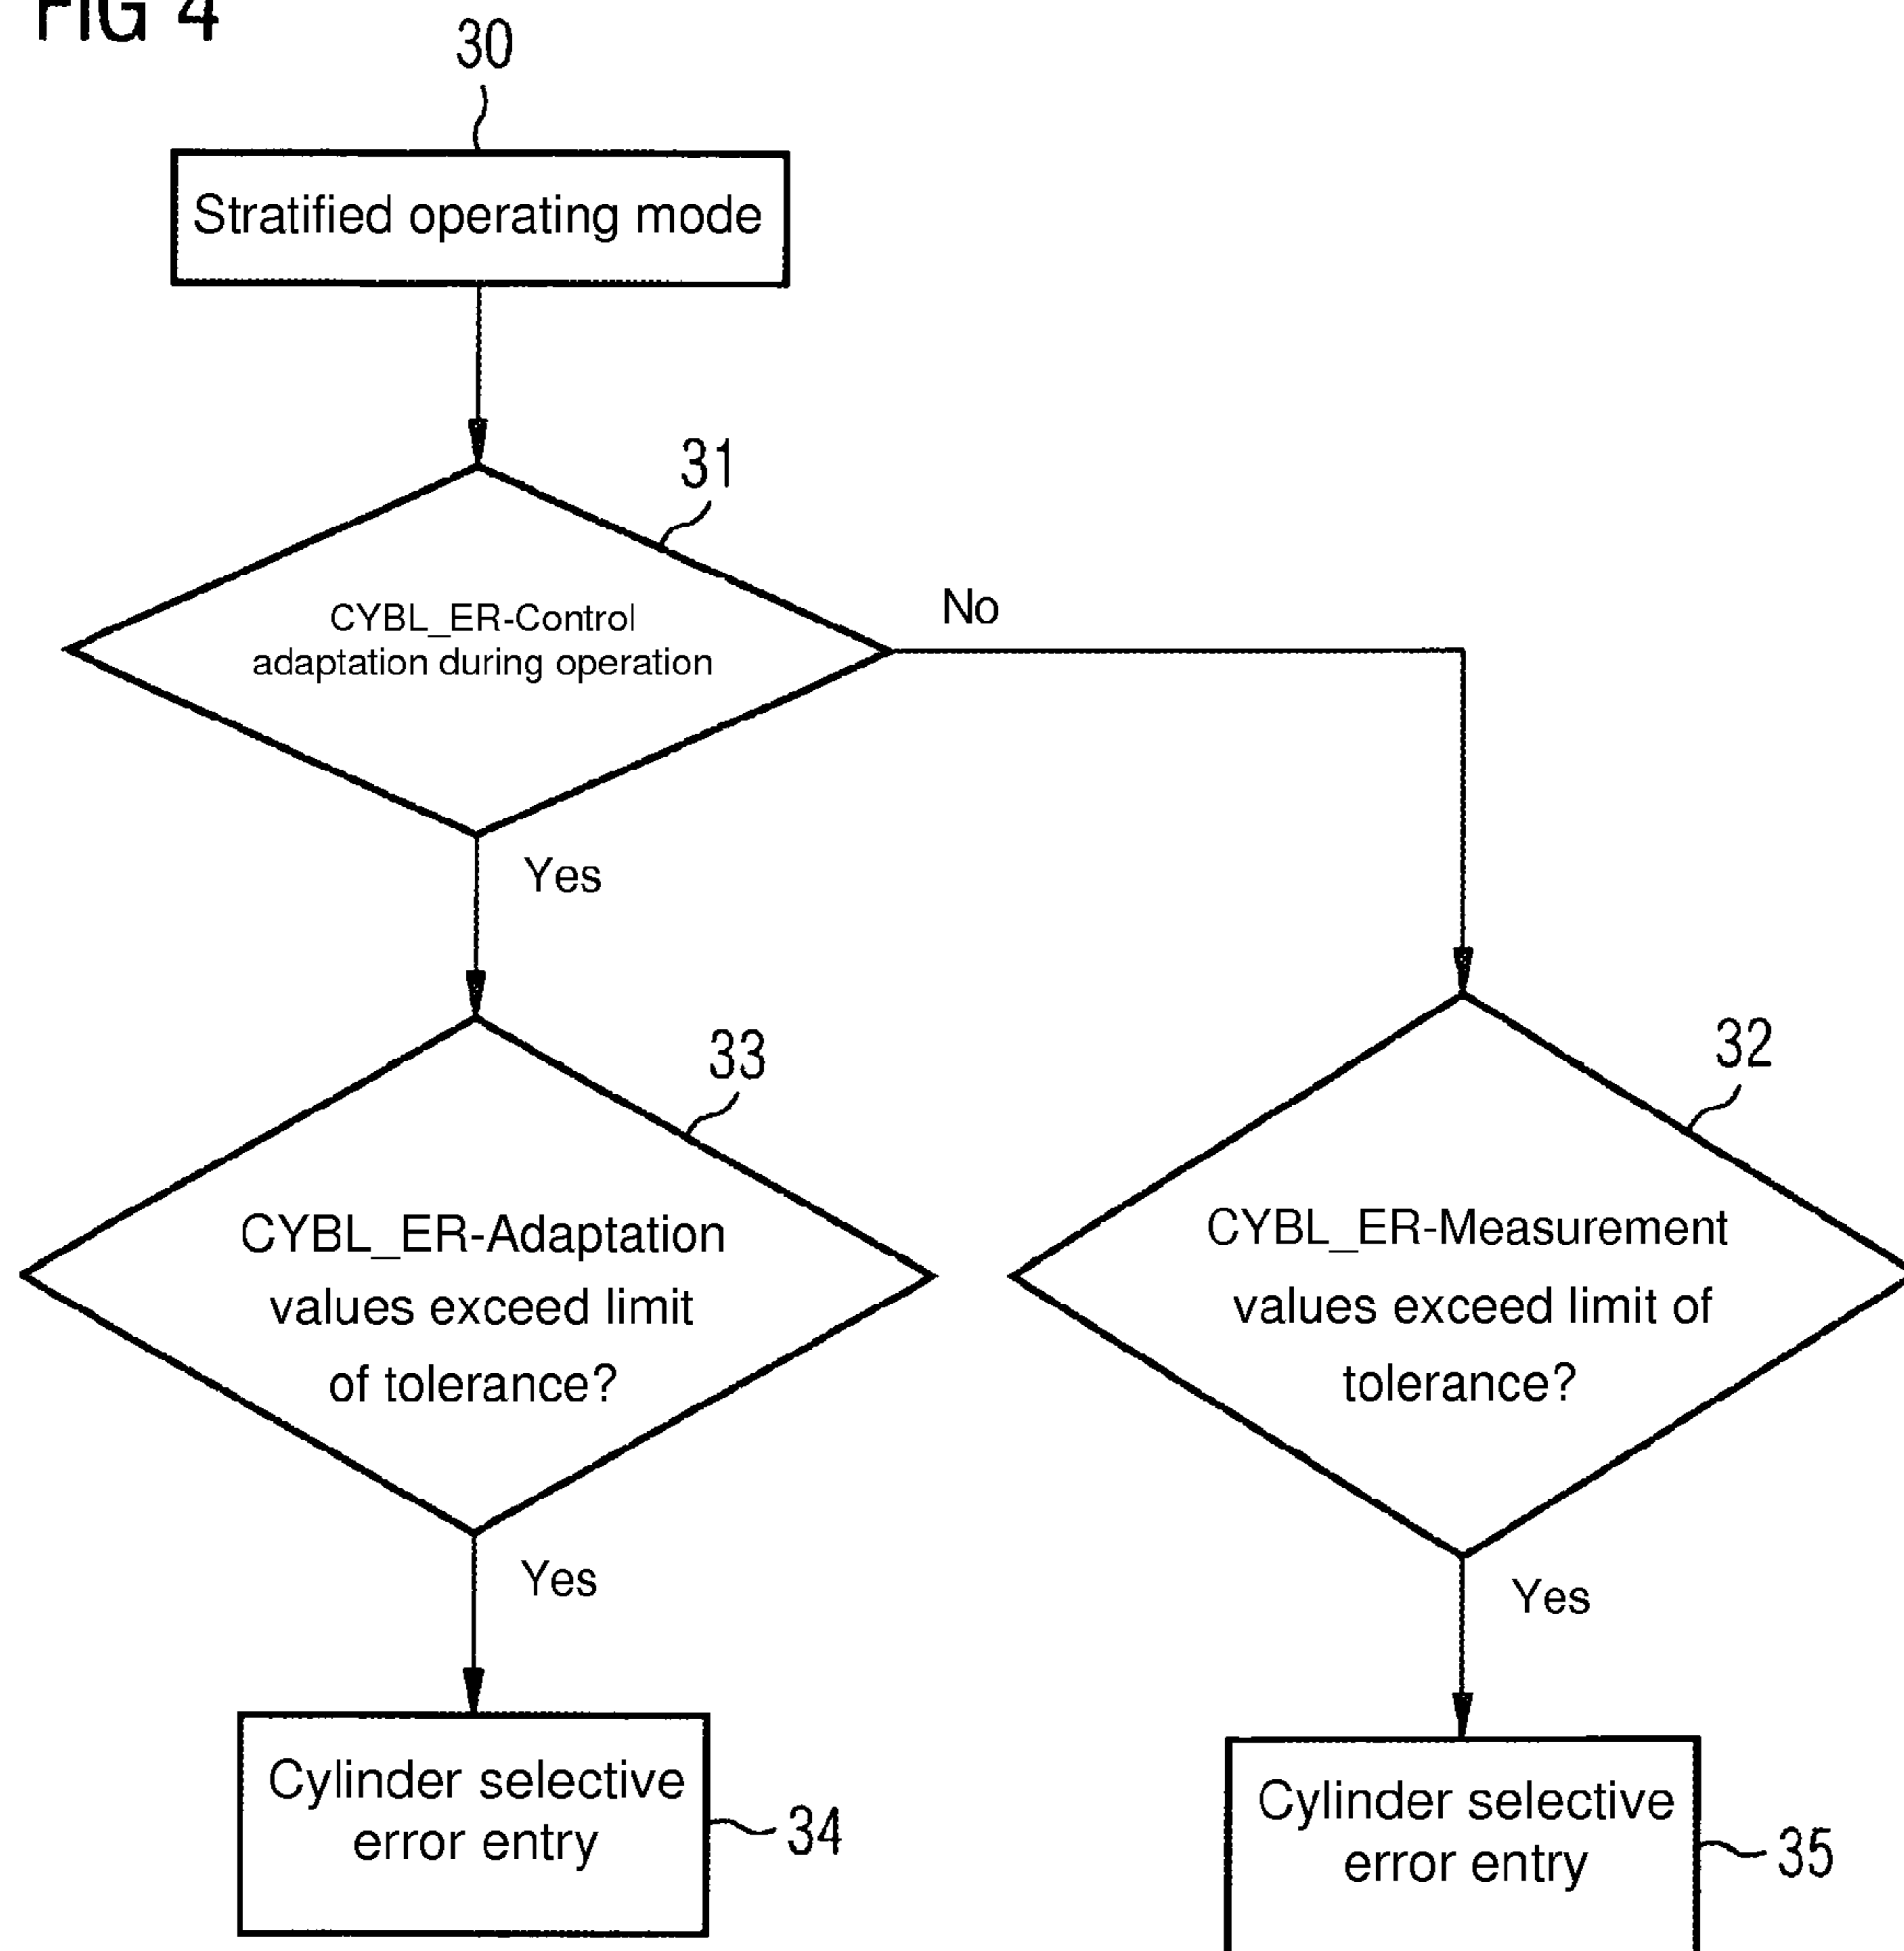 FIG 4
30
Stratified operating mode
31
CYBL_ER-Control
adaptation during operation
No
Yes
33
CYBL_ER-Adaptation
values exceed limit
of tolerance?
32
CYBL_ER-Measurement
values exceed limit of
tolerance?
Yes
Yes
Cylinder selective
error entry
34
Cylinder selective
error entry
35